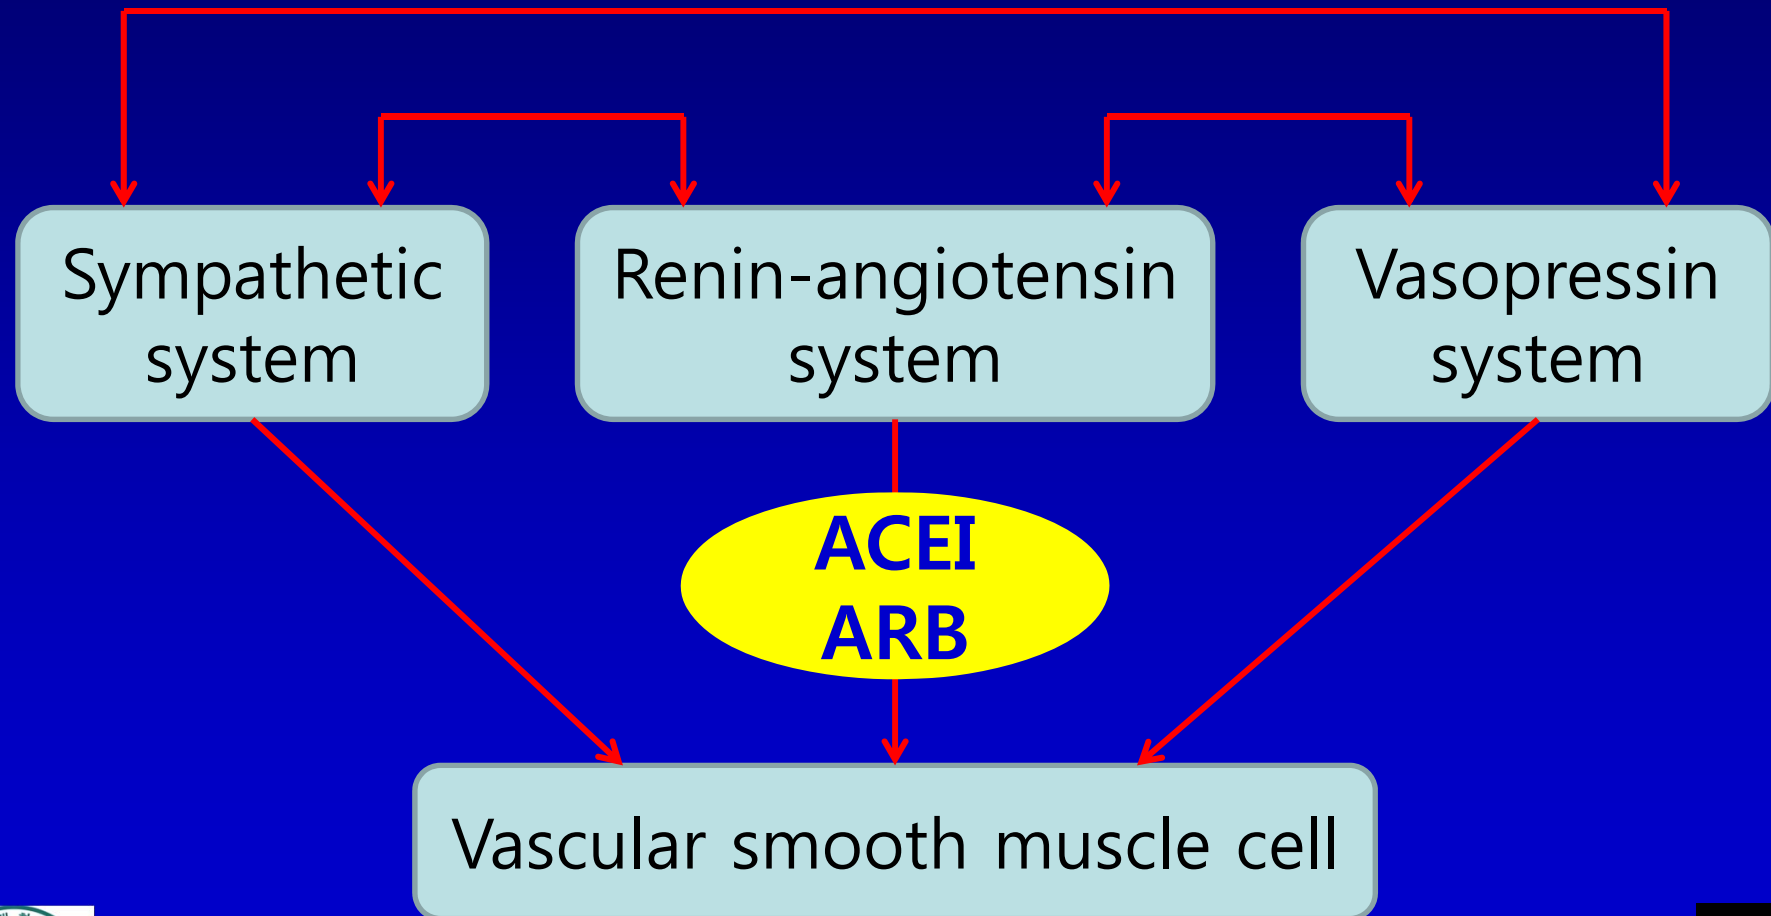 Sympathetic
system
Renin-angiotensin
system
Vasopressin
system
ACEI
ARB
Vascular smooth muscle cell